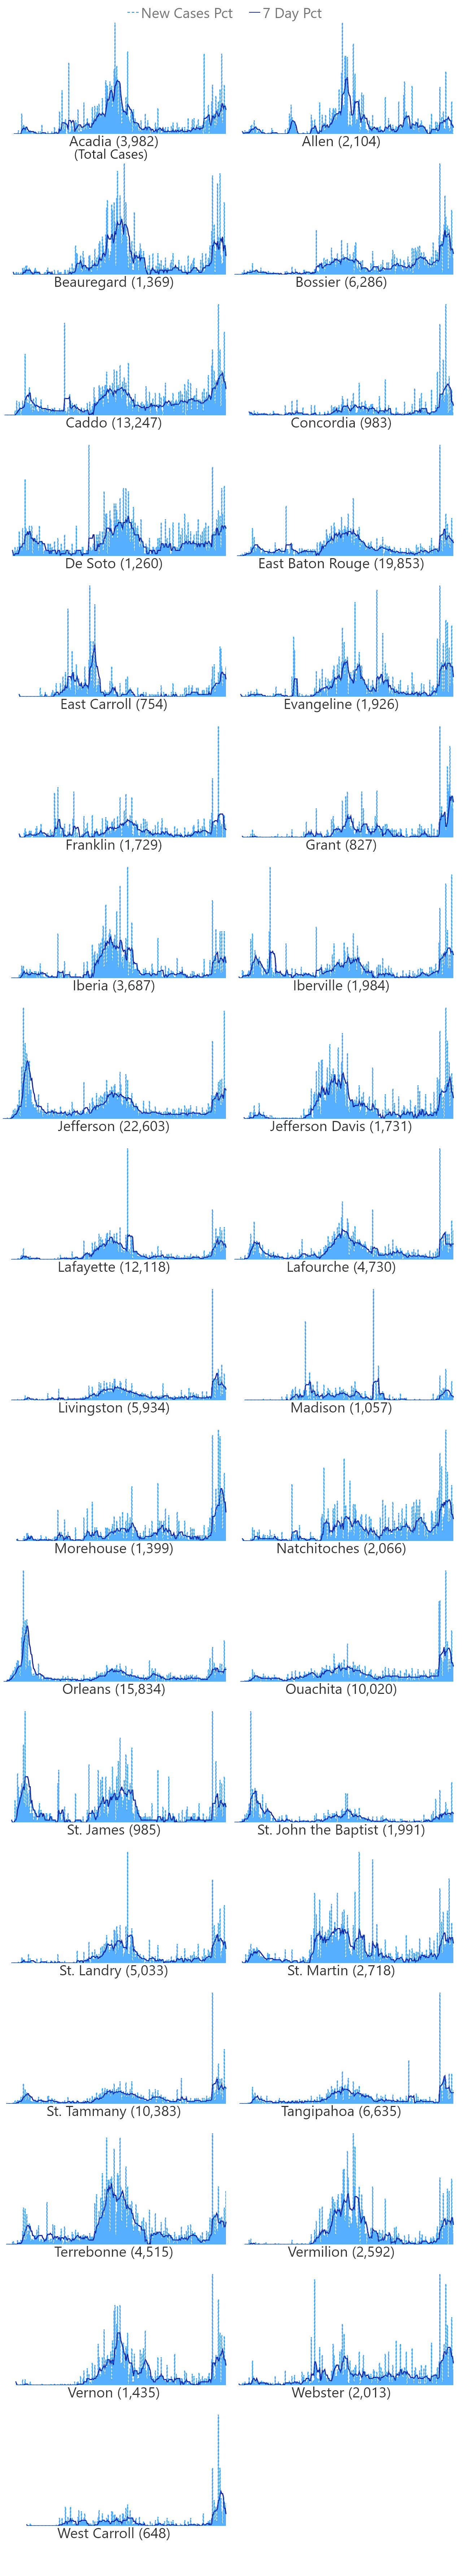 New Cases Pct 7 Day Pct
Acadia (3,982) Allen (2,104)
(Total Cases)
Beauregard (1,369) Bossier (6,286)
Caddo (13,247) Concordia (983)
De Soto (1,260) East Baton Rouge (19,853)
East Carroll (754) Evangeline (1,926)
Franklin (1,729) Grant (827)
Iberia (3,687) Iberville (1,984)
Jefferson (22,603) Jefferson Davis (1,731)
Lafayette (12,118) Lafourche (4,730)
Livingston (5,934) Madison (1,057)
Morehouse (1,399) Natchitoches (2,066)
Orleans (15,834) Ouachita (10,020)
St. James (985) St. John the Baptist (1,991)
St. Landry (5,033) St. Martin (2,718)
St. Tammany (10,383) Tangipahoa (6,635)
Terrebonne (4,515) Vermilion (2,592)
Vernon (1,435) Webster (2,013)
West Carroll (648)